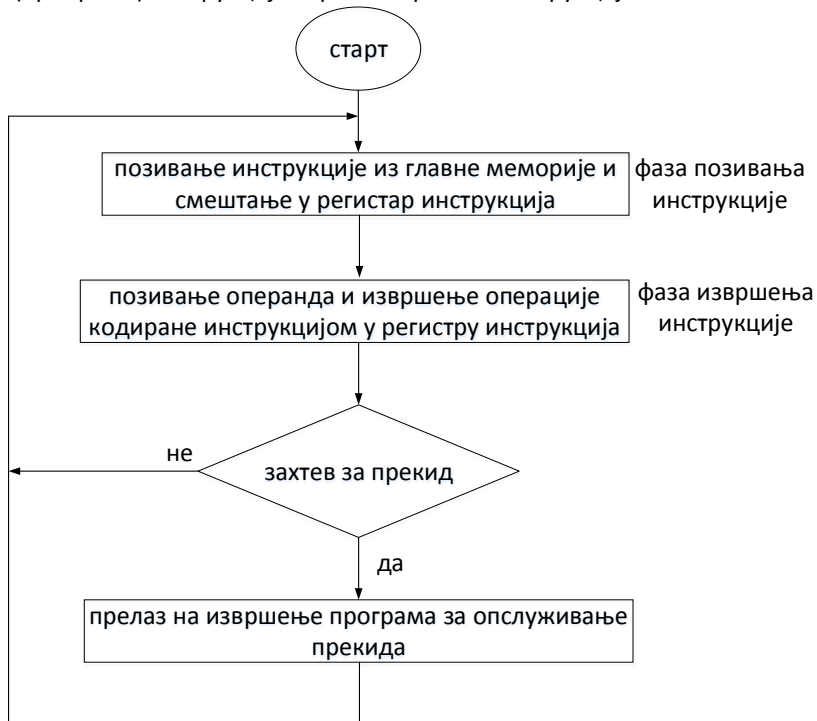 старт
позивање инструкције из главне меморије и
смештање у регистар инструкција
фаза позивања
инструкције
позивање операнда и извршење операције
кодиране инструкцијом у регистру инструкција
фаза извршења
инструкције
не
захтев за прекид
да
прелаз на извршење програма за опслуживање
прекида